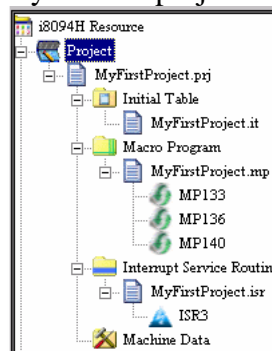 i8094H Resource
Project
MyFirstProject.prj
Initial Table
MyFirstProject.it
Macro Program
MyFirstProject.mp
MP133
MP136
MP140
Interrupt Service Routin
MyFirstProject.isr
ISR3
Machine Data